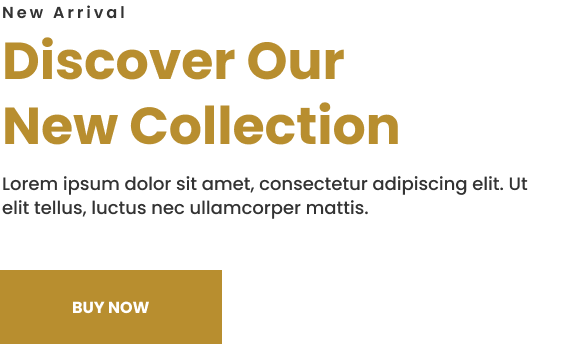 New Arrival
Discover Our
New Collection
Lorem ipsum dolor sit amet, consectetur adipiscing elit. Ut
elit tellus, luctus nec ullamcorper mattis.
BUY NOW